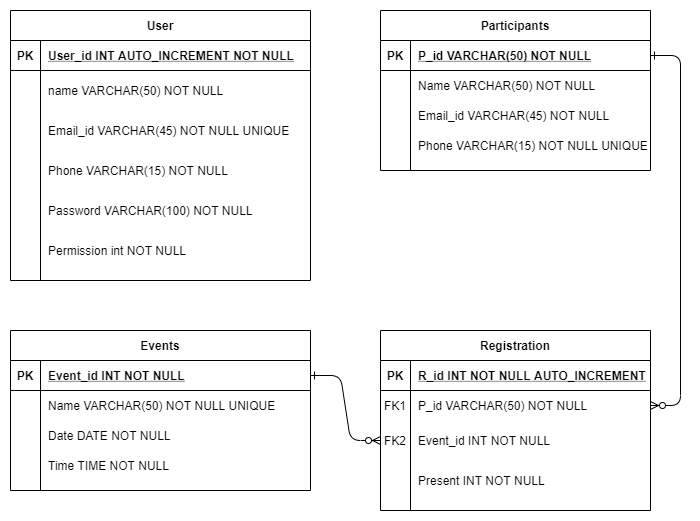 User
PK User_id INT AUTO_INCREMENT NOT NULL
name VARCHAR(50) NOT NULL
Email_id VARCHAR(45) NOT NULL UNIQUE
Phone VARCHAR(15) NOT NULL
Password VARCHAR(100) NOT NULL
Permission int NOT NULL
Participants
PK P_id VARCHAR(50) NOT NULL
Name VARCHAR(50) NOT NULL
Email_id VARCHAR(45) NOT NULL
Phone VARCHAR(15) NOT NULL UNIQUE
Events
PK Event_id INT NOT NULL
Name VARCHAR(50) NOT NULL UNIQUE
Date DATE NOT NULL
Time TIME NOT NULL
Registration
PK R_id INT NOT NULL AUTO_INCREMENT
FK1 P_id VARCHAR(50) NOT NULL
FK2 Event_id INT NOT NULL
Present INT NOT NULL